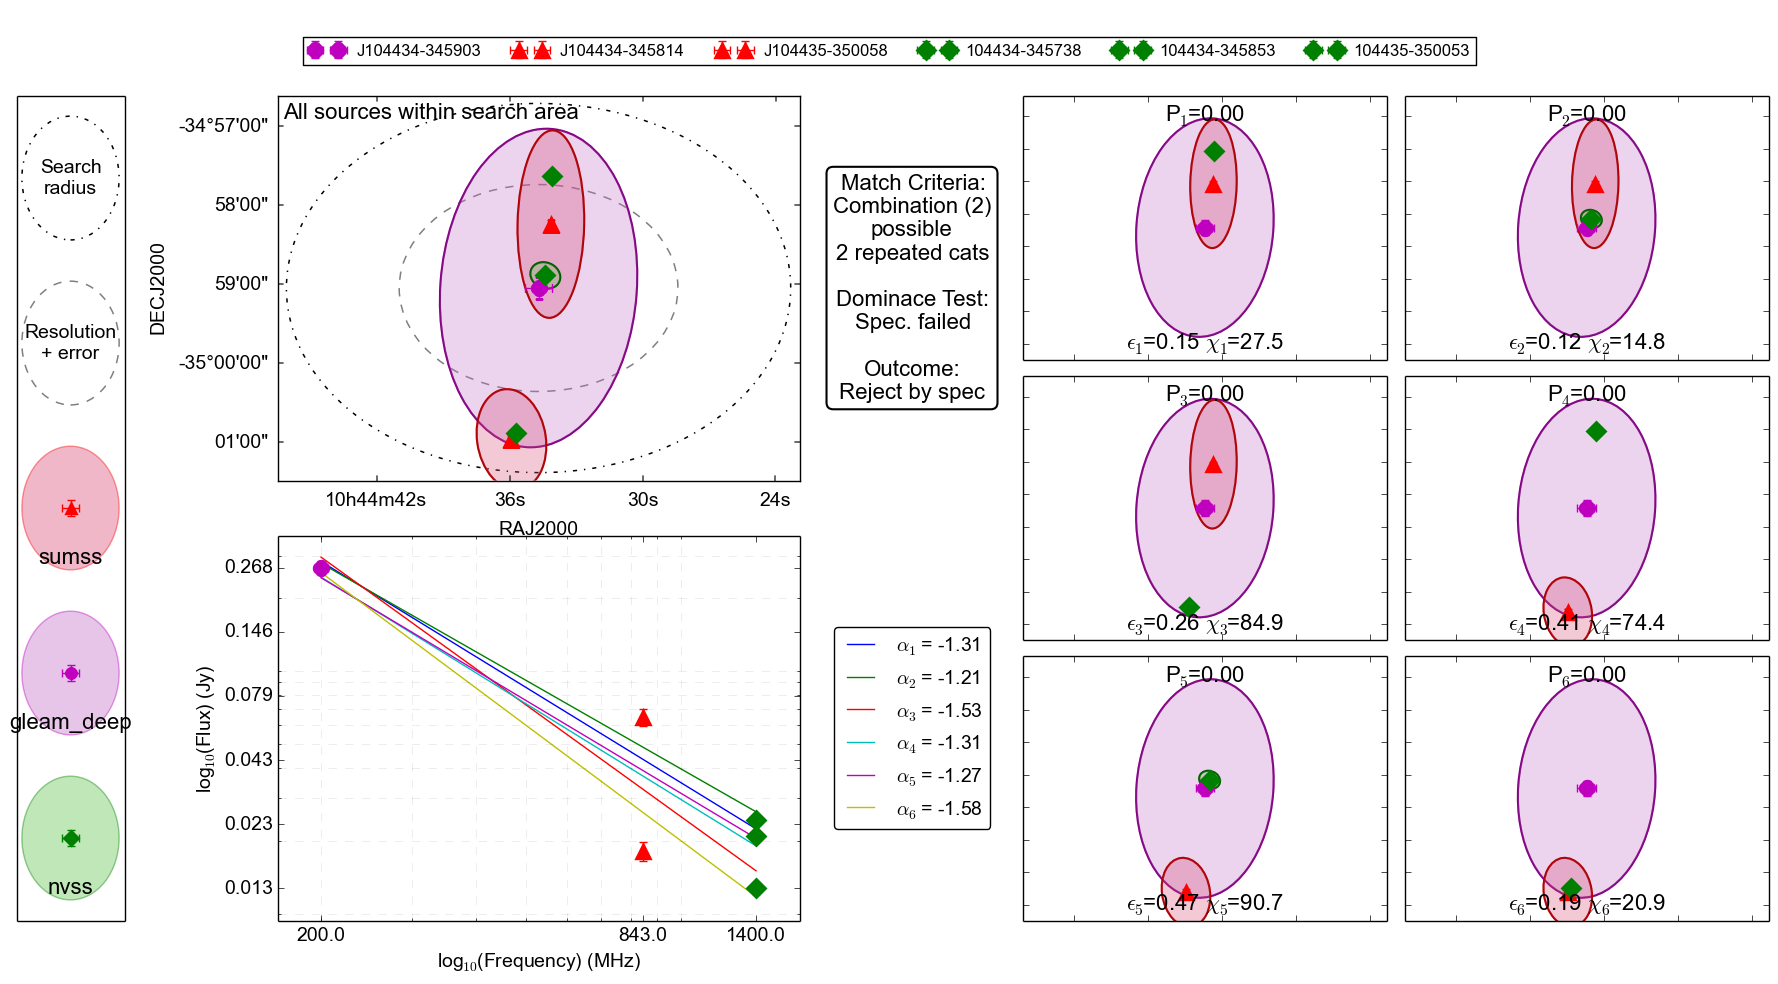 J104434-345903 J104434-345814 J104435-350058 104434-345738 104434-345853 104435-350053
Search
radius
Resolution
+ error
sumss
gleam_deep
nvss
All sources within search area
-34°57'00"
58'00"
59'00"
-35°00'00"
01'00"
DECJ2000
10h44m42s 36s 30s 24s
RAJ2000
Match Criteria:
Combination (2)
possible
2 repeated cats
Dominace Test:
Spec. failed
Outcome:
Reject by spec
0.268
0.146
0.079
0.043
0.023
0.013
log₁₀(Flux) (Jy)
200.0 843.0 1400.0
log₁₀(Frequency) (MHz)
α₁ = -1.31
α₂ = -1.21
α₃ = -1.53
α₄ = -1.31
α₅ = -1.27
α₆ = -1.58
P₁=0.00
ϵ₁=0.15 χ₁=27.5
P₂=0.00
ϵ₂=0.12 χ₂=14.8
P₃=0.00
ϵ₃=0.26 χ₃=84.9
P₄=0.00
ϵ₄=0.41 χ₄=74.4
P₅=0.00
ϵ₅=0.47 χ₅=90.7
P₆=0.00
ϵ₆=0.19 χ₆=20.9